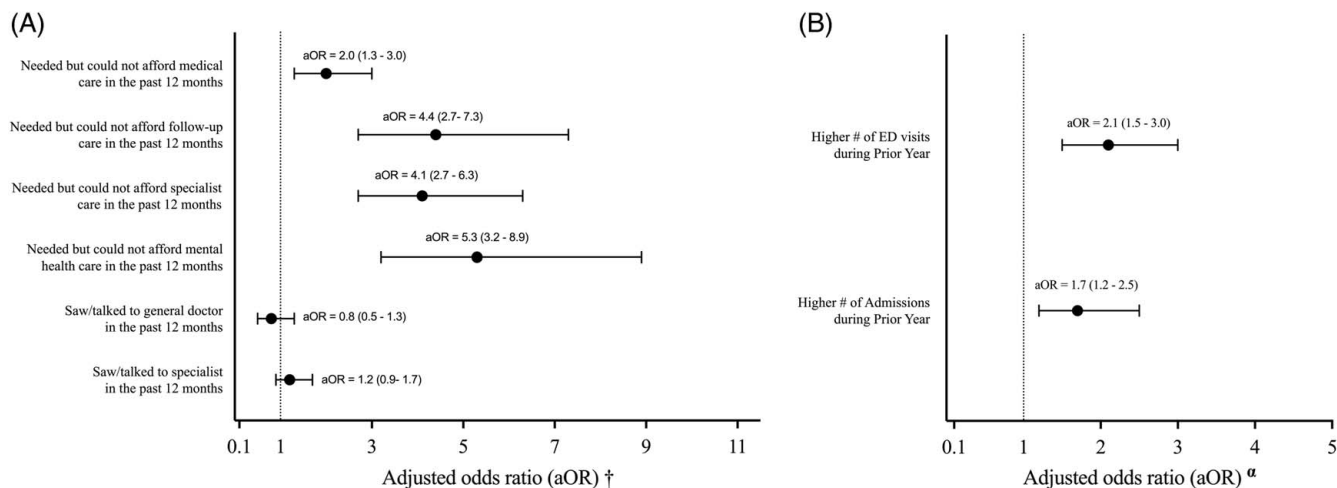 (A)
Needed but could not afford medical
care in the past 12 months
aOR = 2.0 (1.3 - 3.0)
Needed but could not afford follow-up
care in the past 12 months
aOR = 4.4 (2.7- 7.3)
Needed but could not afford specialist
care in the past 12 months
aOR = 4.1 (2.7 - 6.3)
Needed but could not afford mental
health care in the past 12 months
aOR = 5.3 (3.2 - 8.9)
Saw/talked to general doctor
in the past 12 months
aOR = 0.8 (0.5 - 1.3)
Saw/talked to specialist
in the past 12 months
aOR = 1.2 (0.9- 1.7)
0.1 1 3 5 7 9 11
Adjusted odds ratio (aOR) †
(B)
Higher # of ED visits
during Prior Year
aOR = 2.1 (1.5 - 3.0)
Higher # of Admissions
during Prior Year
aOR = 1.7 (1.2 - 2.5)
0.1 1 2 3 4 5
Adjusted odds ratio (aOR) α